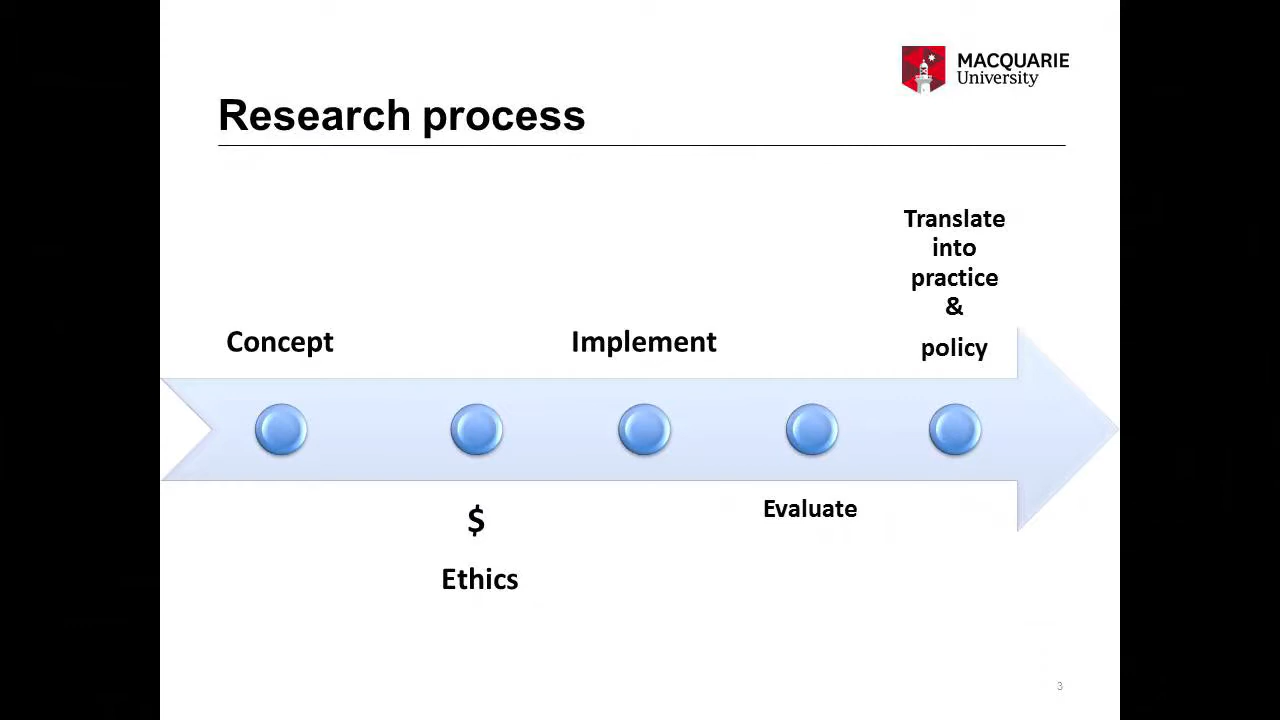 MACQUARIE
University
Research process
Translate
into
practice
&
policy
Concept
Implement
$
Ethics
Evaluate
3